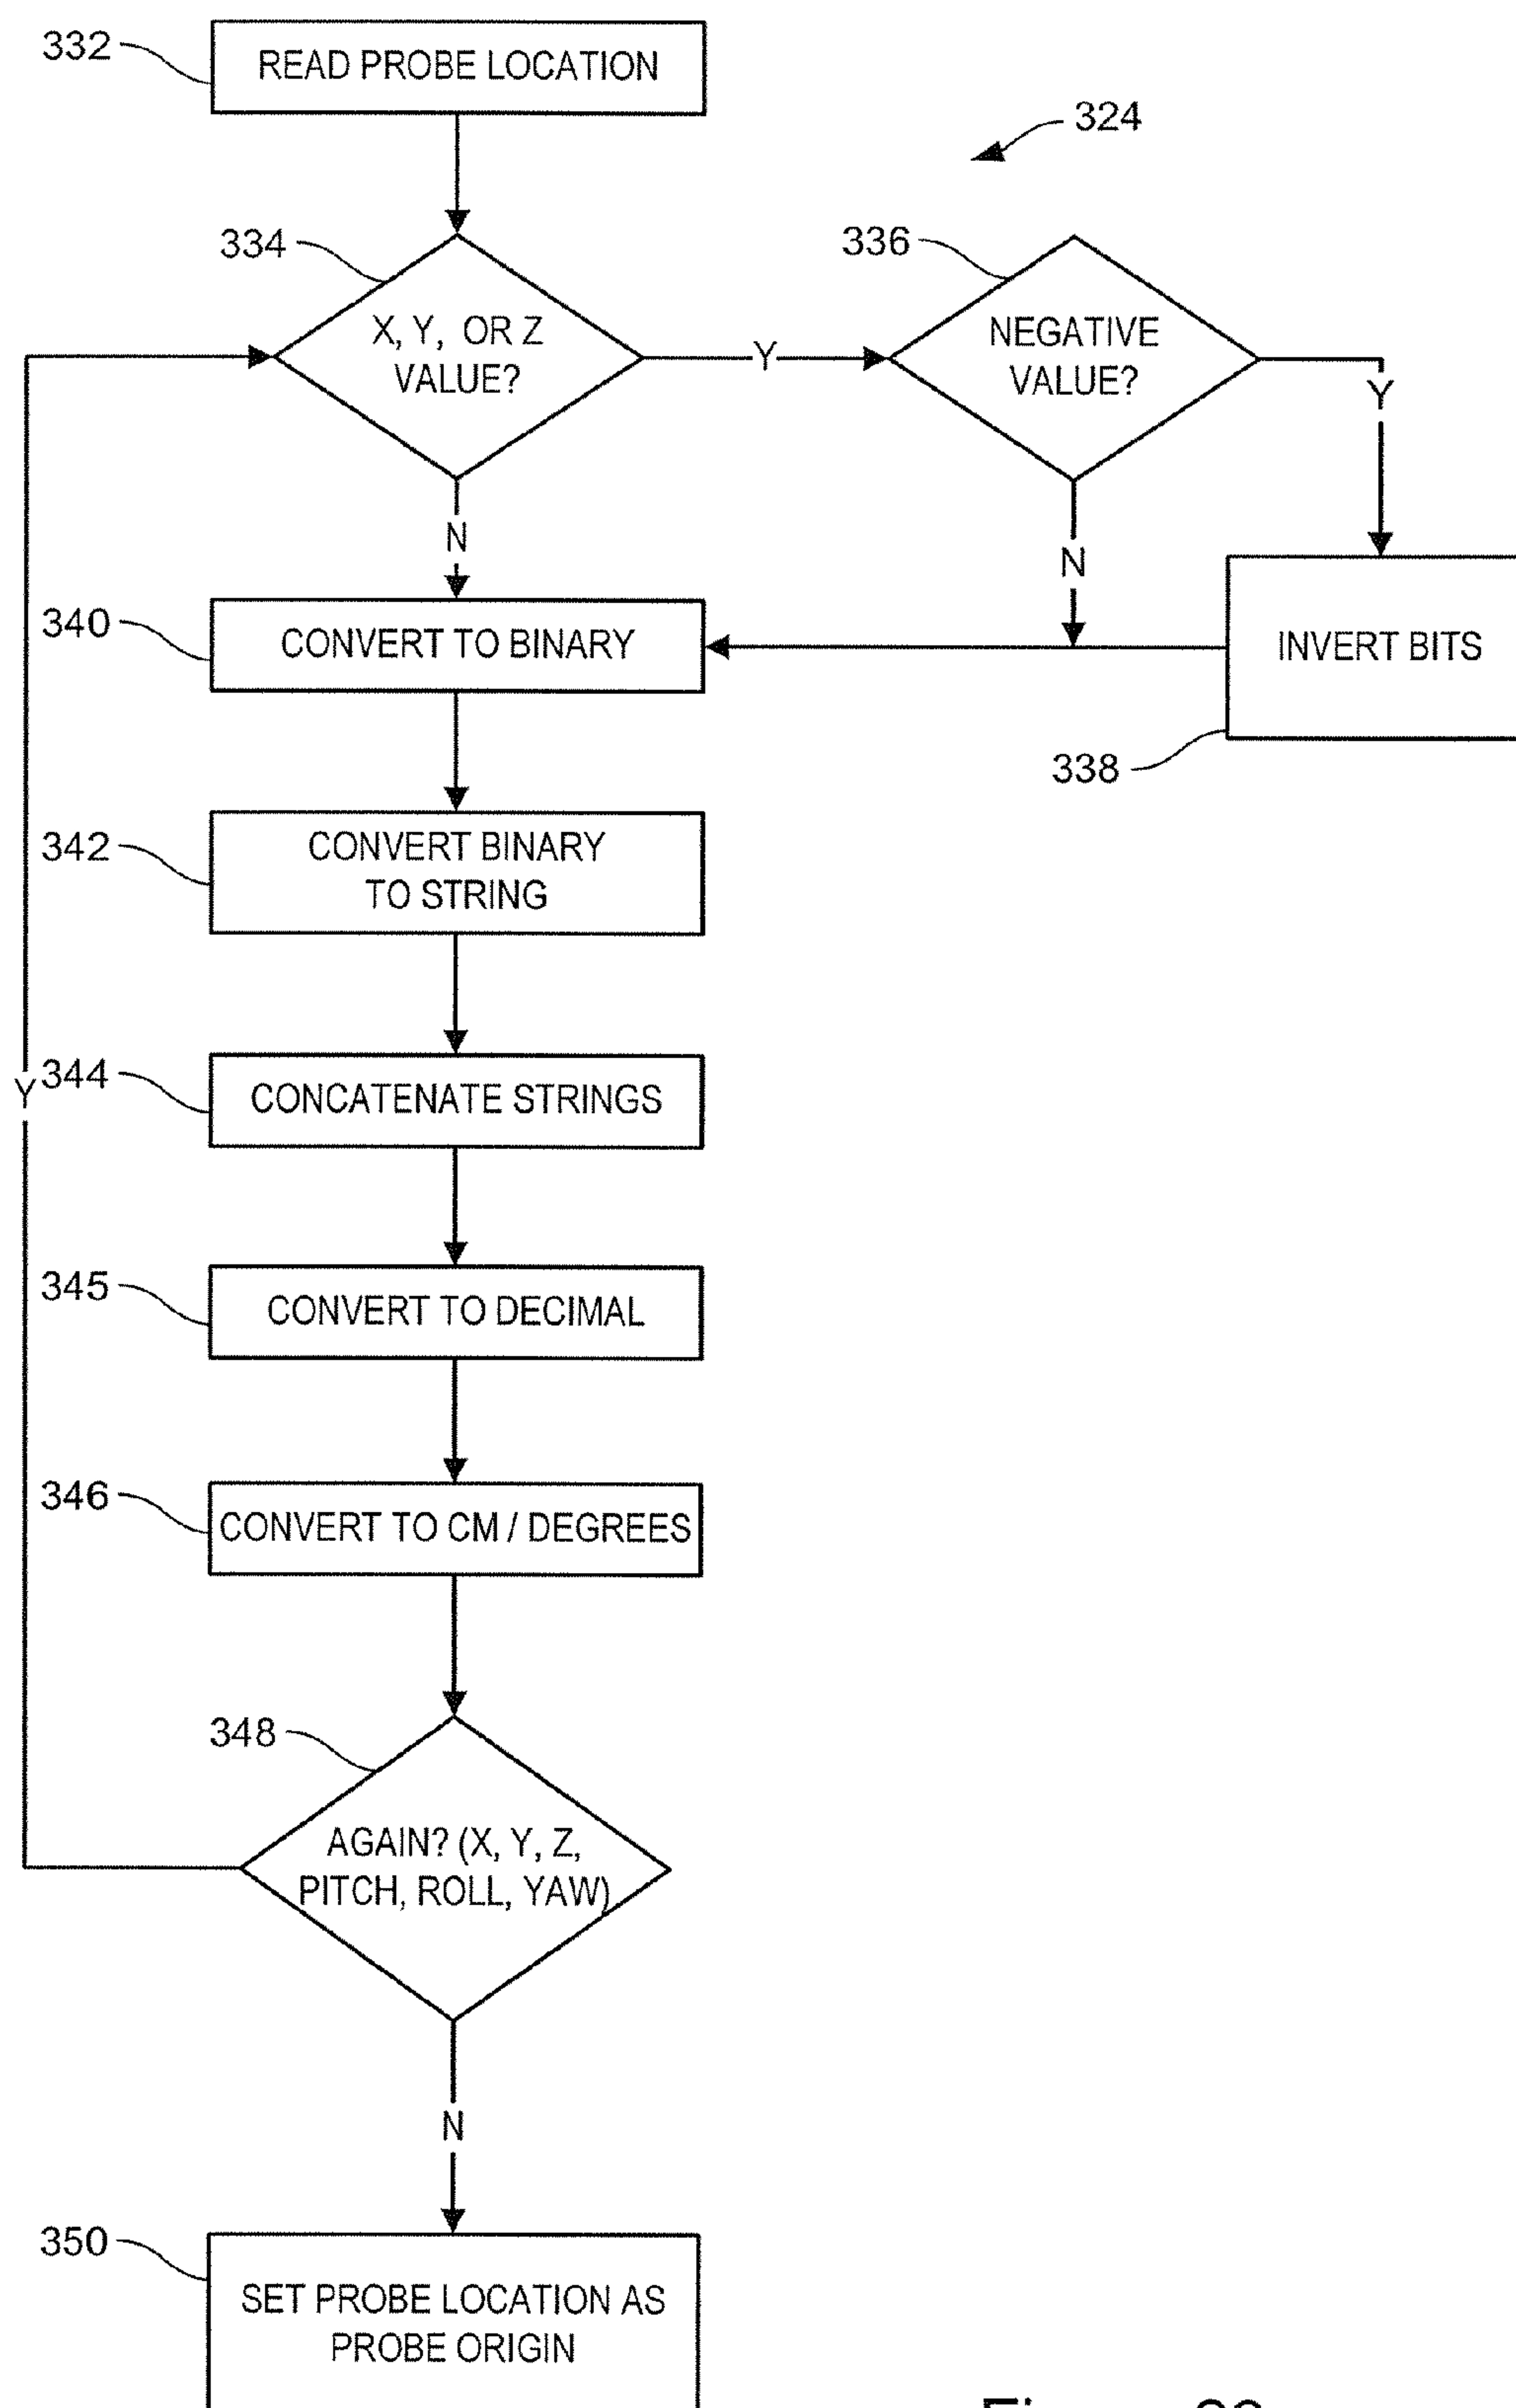 332
READ PROBE LOCATION
324
334
X, Y, OR Z
VALUE?
Y
336
NEGATIVE
VALUE?
Y
N
N
340
CONVERT TO BINARY
INVERT BITS
338
342
CONVERT BINARY
TO STRING
Y
344
CONCATENATE STRINGS
345
CONVERT TO DECIMAL
346
CONVERT TO CM / DEGREES
348
AGAIN? (X, Y, Z,
PITCH, ROLL, YAW)
N
350
SET PROBE LOCATION AS
PROBE ORIGIN